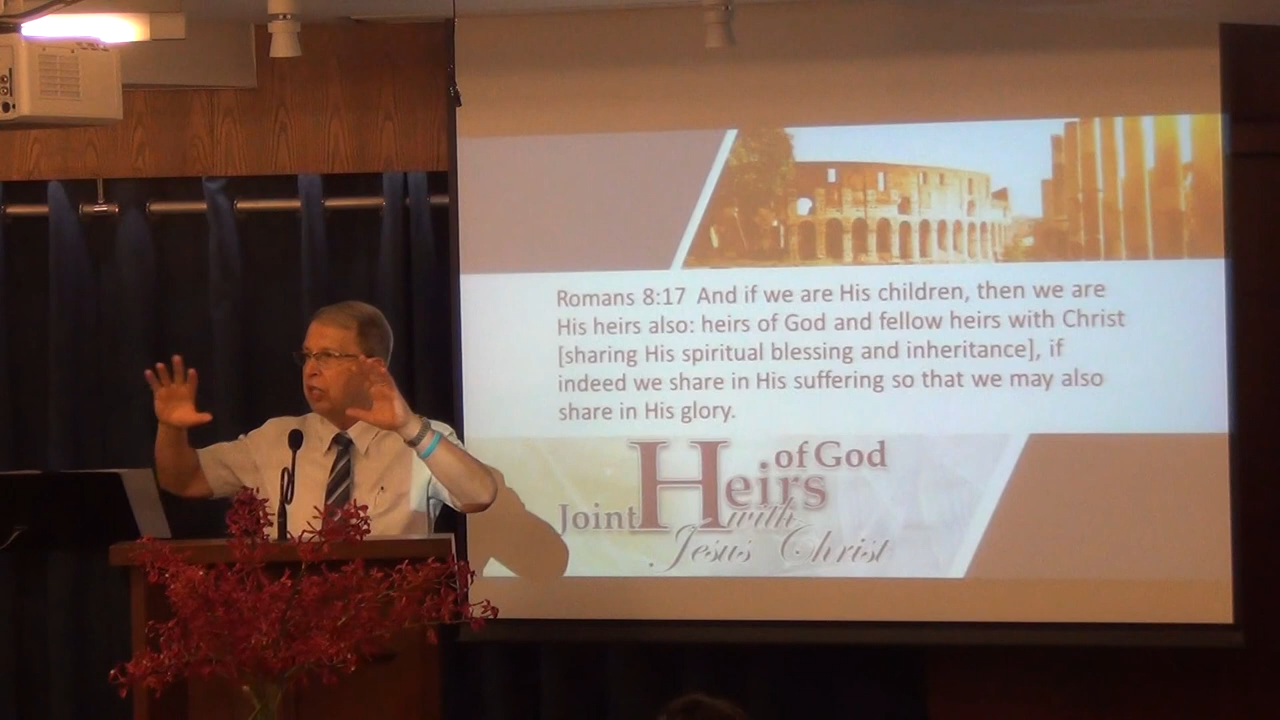 Romans 8:17 And if we are His children, then we are
His heirs also: heirs of God and fellow heirs with Christ
[sharing His spiritual blessing and inheritance], if
indeed we share in His suffering so that we may also
share in His glory.
of God
Joint Heirs
with
Jesus Christ